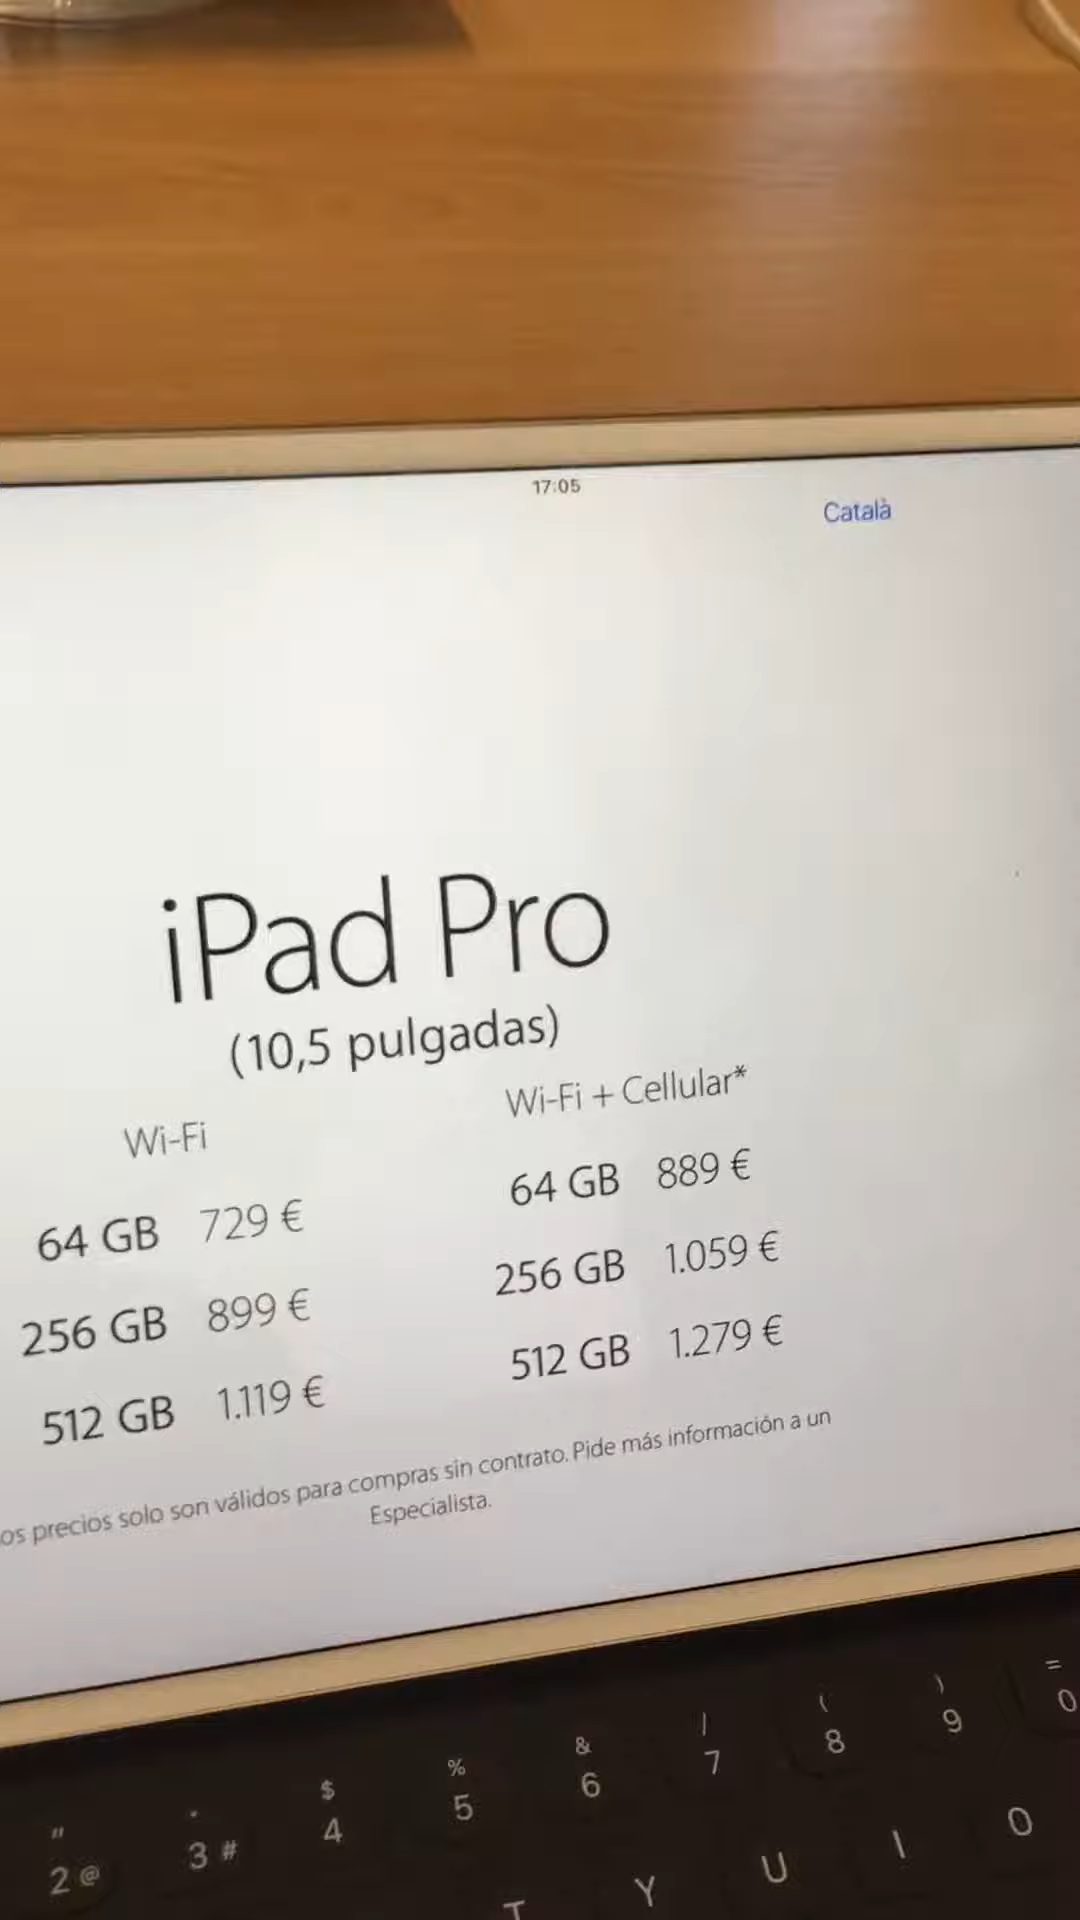 17:05
Català
iPad Pro
(10,5 pulgadas)
Wi-Fi
64 GB 729 €
256 GB 899 €
512 GB 1.119 €
Wi-Fi + Cellular*
64 GB 889 €
256 GB 1.059 €
512 GB 1.279 €
os precios solo son válidos para compras sin contrato. Pide más información a un
Especialista.
" · $ % & / ( ) =
2 @ 3 # 4 5 6 7 8 9 0
T Y U I O